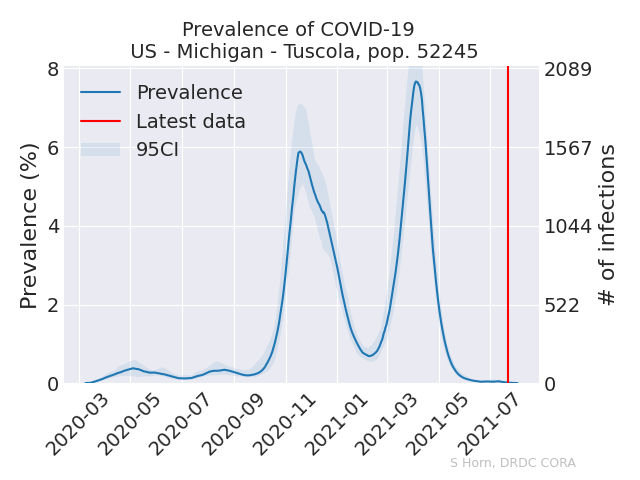 Prevalence of COVID-19
US - Michigan - Tuscola, pop. 52245
Prevalence
Latest data
95CI
Prevalence (%)
8
6
4
2
0
2089
1567
1044
522
0
# of infections
2020-03
2020-05
2020-07
2020-09
2020-11
2021-01
2021-03
2021-05
2021-07
S Horn, DRDC CORA